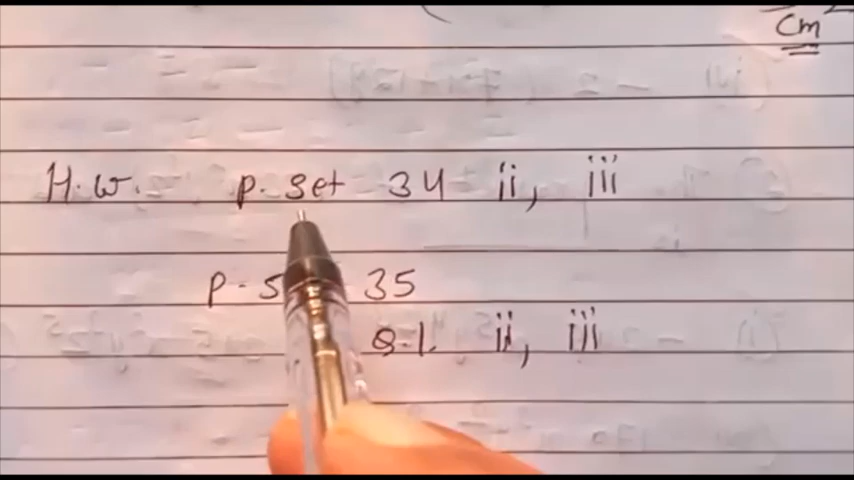 cm
H.W. P. Set 34 ii, iii
P. S 35
Q.1. ii, iii